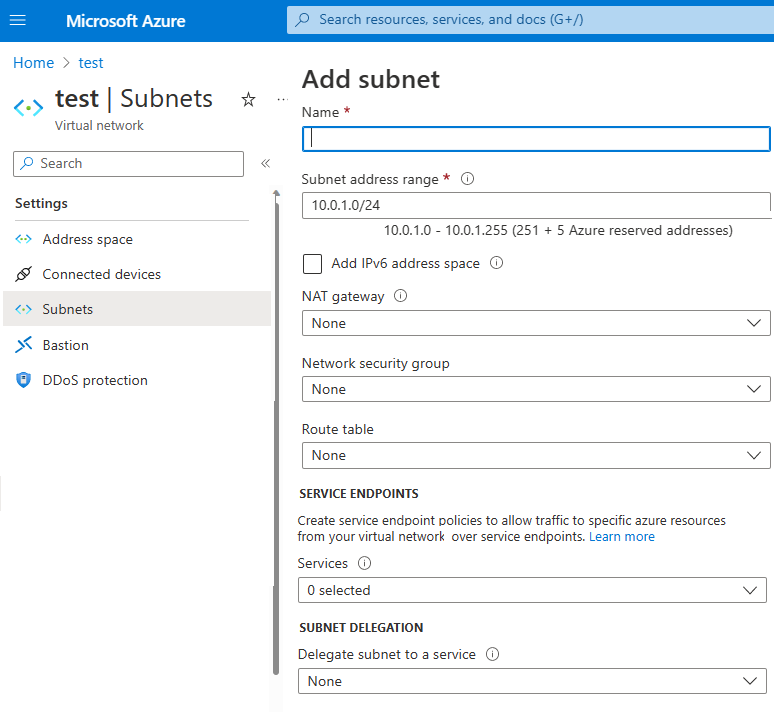 Microsoft Azure
Search resources, services, and docs (G+/)
Home > test
test | Subnets
...
Virtual network
Search
«
Settings
Address space
Connected devices
Subnets
Bastion
DDoS protection
Add subnet
Name *
Subnet address range *
10.0.1.0/24
10.0.1.0 - 10.0.1.255 (251 + 5 Azure reserved addresses)
Add IPv6 address space
NAT gateway
None
Network security group
None
Route table
None
SERVICE ENDPOINTS
Create service endpoint policies to allow traffic to specific azure resources
from your virtual network over service endpoints. Learn more
Services
0 selected
SUBNET DELEGATION
Delegate subnet to a service
None